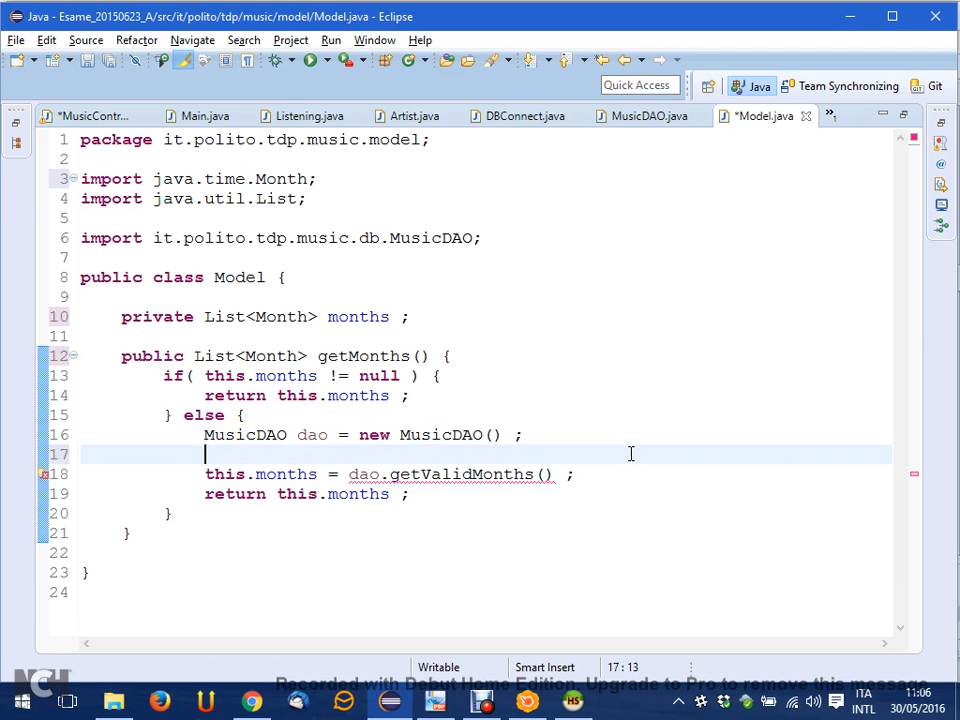 Java - Esame_20150623_A/src/it/polito/tdp/music/model/Model.java - Eclipse
File Edit Source Refactor Navigate Search Project Run Window Help
Quick Access Java Team Synchronizing Git
*MusicContr... Main.java Listening.java Artist.java DBConnect.java MusicDAO.java *Model.java »1
1 package it.polito.tdp.music.model;
2
3 import java.time.Month;
4 import java.util.List;
5
6 import it.polito.tdp.music.db.MusicDAO;
7
8 public class Model {
9
10 private List<Month> months ;
11
12 public List<Month> getMonths() {
13 if( this.months != null ) {
14 return this.months ;
15 } else {
16 MusicDAO dao = new MusicDAO() ;
17
18 this.months = dao.getValidMonths() ;
19 return this.months ;
20 }
21 }
22
23 }
24
Writable Smart Insert 17 : 13
NCH
Recorded with Debut Home Edition. Upgrade to Pro to remove this message
HS
ITA 11:06
INTL 30/05/2016